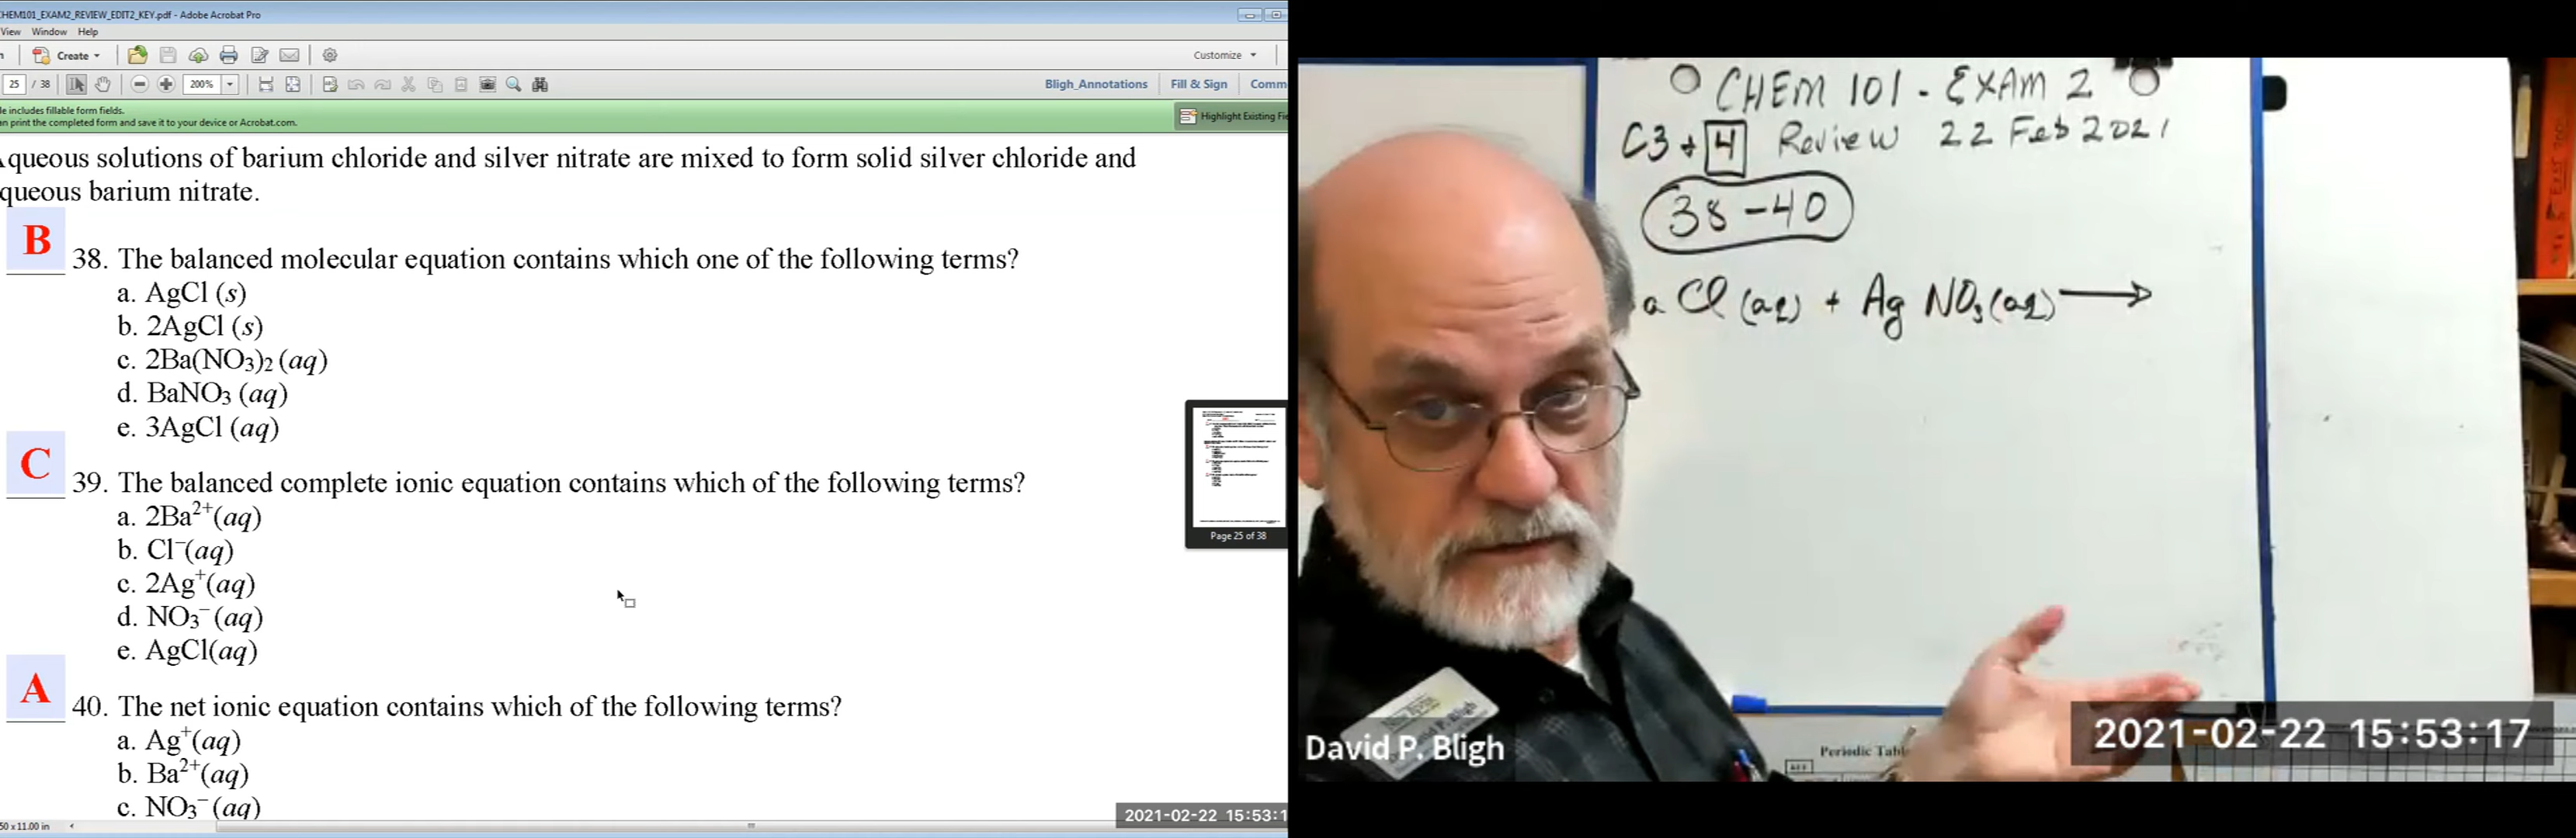 HEM101_EXAM2_REVIEW_EDIT2_KEY.pdf - Adobe Acrobat Pro
View Window Help
Create Customize
25 / 38 200% Bligh_Annotations Fill & Sign Comm
le includes fillable form fields.
an print the completed form and save it to your device or Acrobat.com.
Highlight Existing Fie
queous solutions of barium chloride and silver nitrate are mixed to form solid silver chloride and
queous barium nitrate.
B
38. The balanced molecular equation contains which one of the following terms?
a. AgCl (s)
b. 2AgCl (s)
c. 2Ba(NO₃)₂ (aq)
d. BaNO₃ (aq)
e. 3AgCl (aq)
C
39. The balanced complete ionic equation contains which of the following terms?
a. 2Ba²⁺(aq)
b. Cl⁻(aq)
c. 2Ag⁺(aq)
d. NO₃⁻ (aq)
e. AgCl(aq)
A
40. The net ionic equation contains which of the following terms?
a. Ag⁺(aq)
b. Ba²⁺(aq)
c. NO₃⁻ (aq)
Page 25 of 38
50 x 11.00 in
2021-02-22 15:53:1
CHEM 101 - EXAM 2
C3 + 4 Review 22 Feb 2021
38 - 40
a Cl (aq) + Ag NO₃ (aq) →
David P. Bligh
Periodic Tabl
2021-02-22 15:53:17